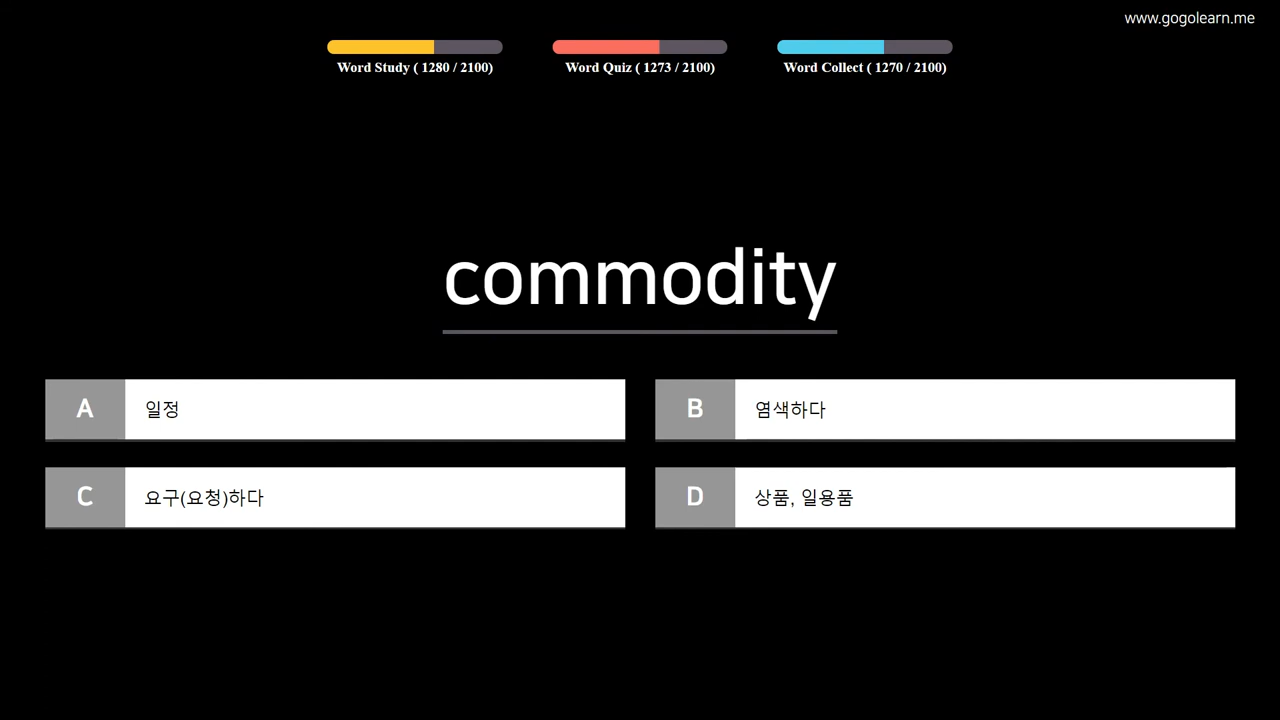 www.gogolearn.me
Word Study ( 1280 / 2100)
Word Quiz ( 1273 / 2100)
Word Collect ( 1270 / 2100)
commodity
A 일정
B 염색하다
C 요구(요청)하다
D 상품, 일용품